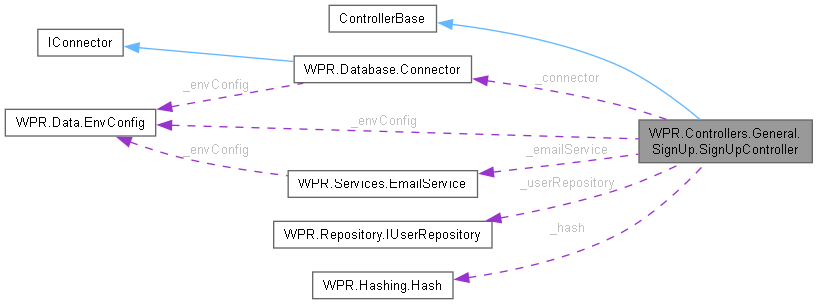 ControllerBase
IConnector
WPR.Database.Connector
_connector
_envConfig
WPR.Data.EnvConfig
_envConfig
WPR.Controllers.General.
SignUp.SignUpController
_envConfig
_emailService
WPR.Services.EmailService
_userRepository
WPR.Repository.IUserRepository
_hash
WPR.Hashing.Hash